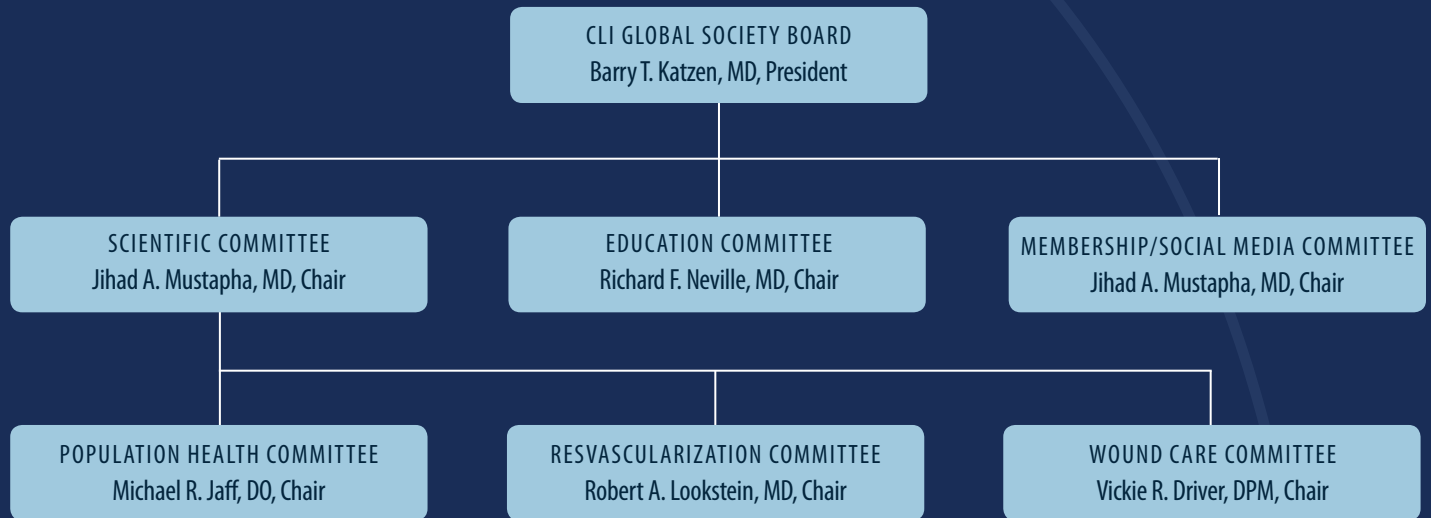 CLI GLOBAL SOCIETY BOARD
Barry T. Katzen, MD, President
SCIENTIFIC COMMITTEE
Jihad A. Mustapha, MD, Chair
EDUCATION COMMITTEE
Richard F. Neville, MD, Chair
MEMBERSHIP/SOCIAL MEDIA COMMITTEE
Jihad A. Mustapha, MD, Chair
POPULATION HEALTH COMMITTEE
Michael R. Jaff, DO, Chair
RESVASCULARIZATION COMMITTEE
Robert A. Lookstein, MD, Chair
WOUND CARE COMMITTEE
Vickie R. Driver, DPM, Chair